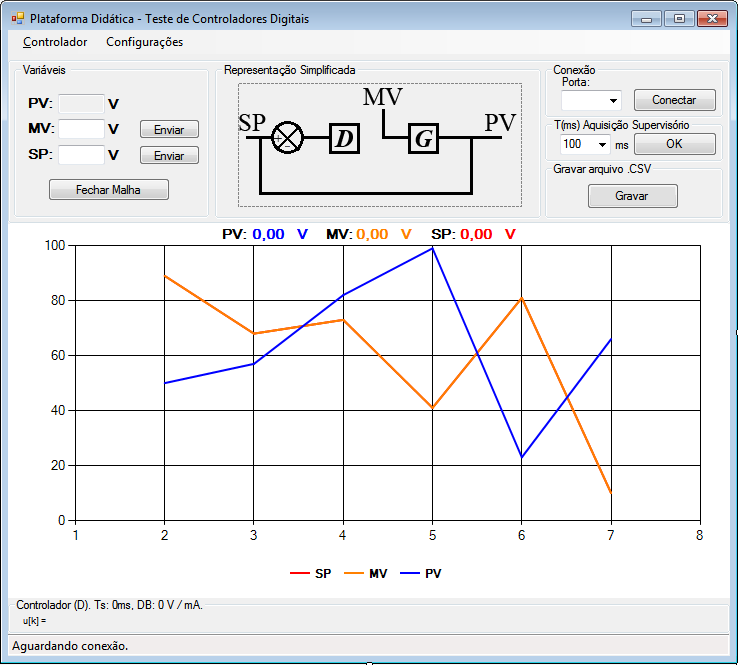 Plataforma Didática - Teste de Controladores Digitais
Controlador Configurações
Variáveis
PV: V
MV: V Enviar
SP: V Enviar
Fechar Malha
Representação Simplificada
MV
SP PV
D G
Conexão
Porta:
Conectar
T(ms) Aquisição Supervisório
100 ms OK
Gravar arquivo .CSV
Gravar
PV: 0,00 V MV: 0,00 V SP: 0,00 V
100
80
60
40
20
0
1 2 3 4 5 6 7 8
SP MV PV
Controlador (D). Ts: 0ms, DB: 0 V / mA.
u[k] =
Aguardando conexão.